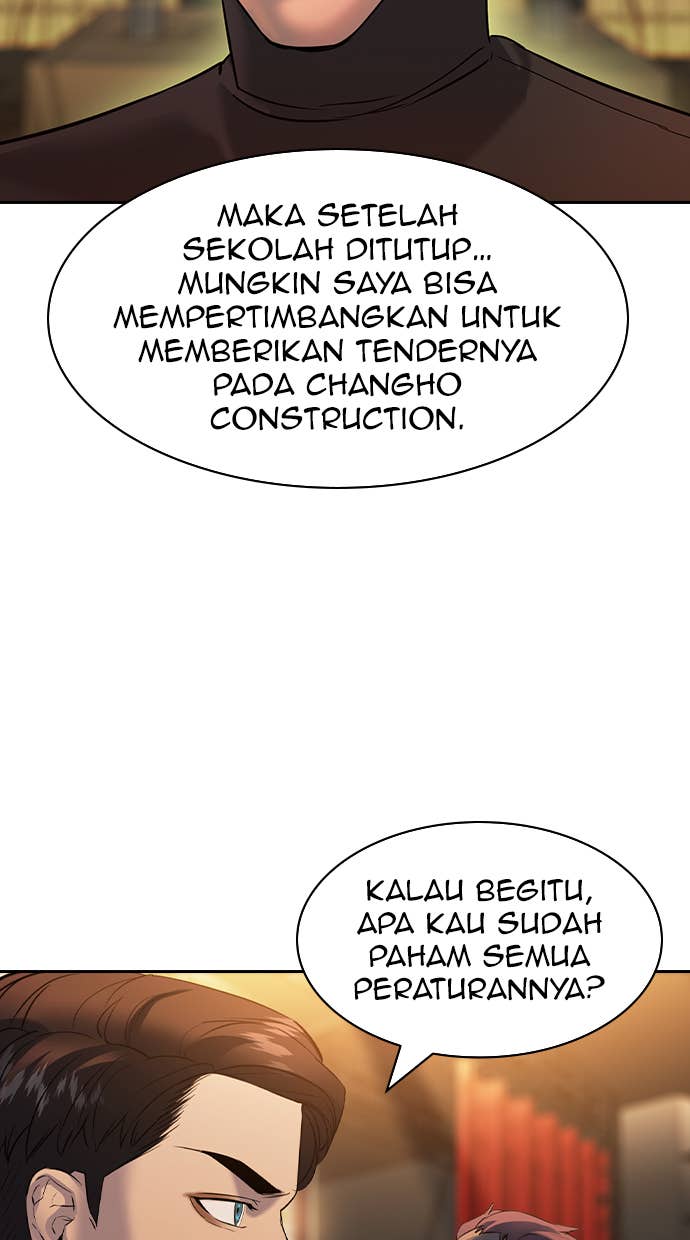 MAKA SETELAH
SEKOLAH DITUTUP...
MUNGKIN SAYA BISA
MEMPERTIMBANGKAN UNTUK
MEMBERIKAN TENDERNYA
PADA CHANGHO
CONSTRUCTION.
KALAU BEGITU,
APA KAU SUDAH
PAHAM SEMUA
PERATURANNYA?